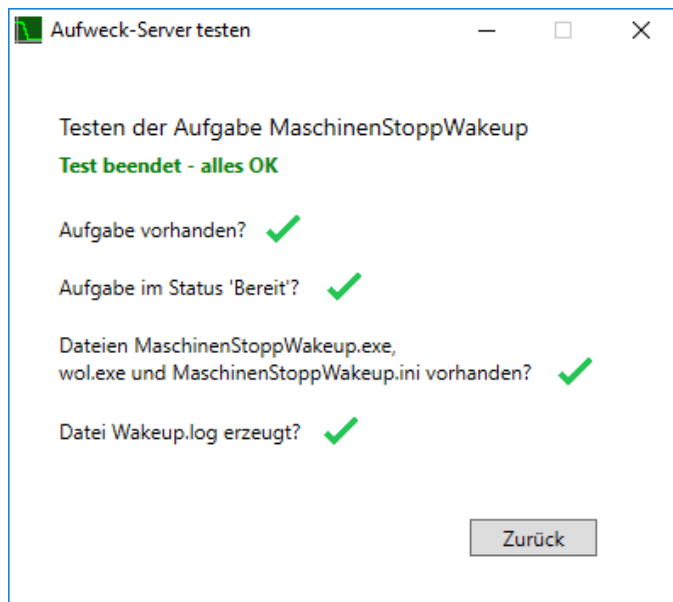 Aufweck-Server testen
Testen der Aufgabe MaschinenStoppWakeup
Test beendet - alles OK
Aufgabe vorhanden?
Aufgabe im Status 'Bereit'?
Dateien MaschinenStoppWakeup.exe,
wol.exe und MaschinenStoppWakeup.ini vorhanden?
Datei Wakeup.log erzeugt?
Zurück